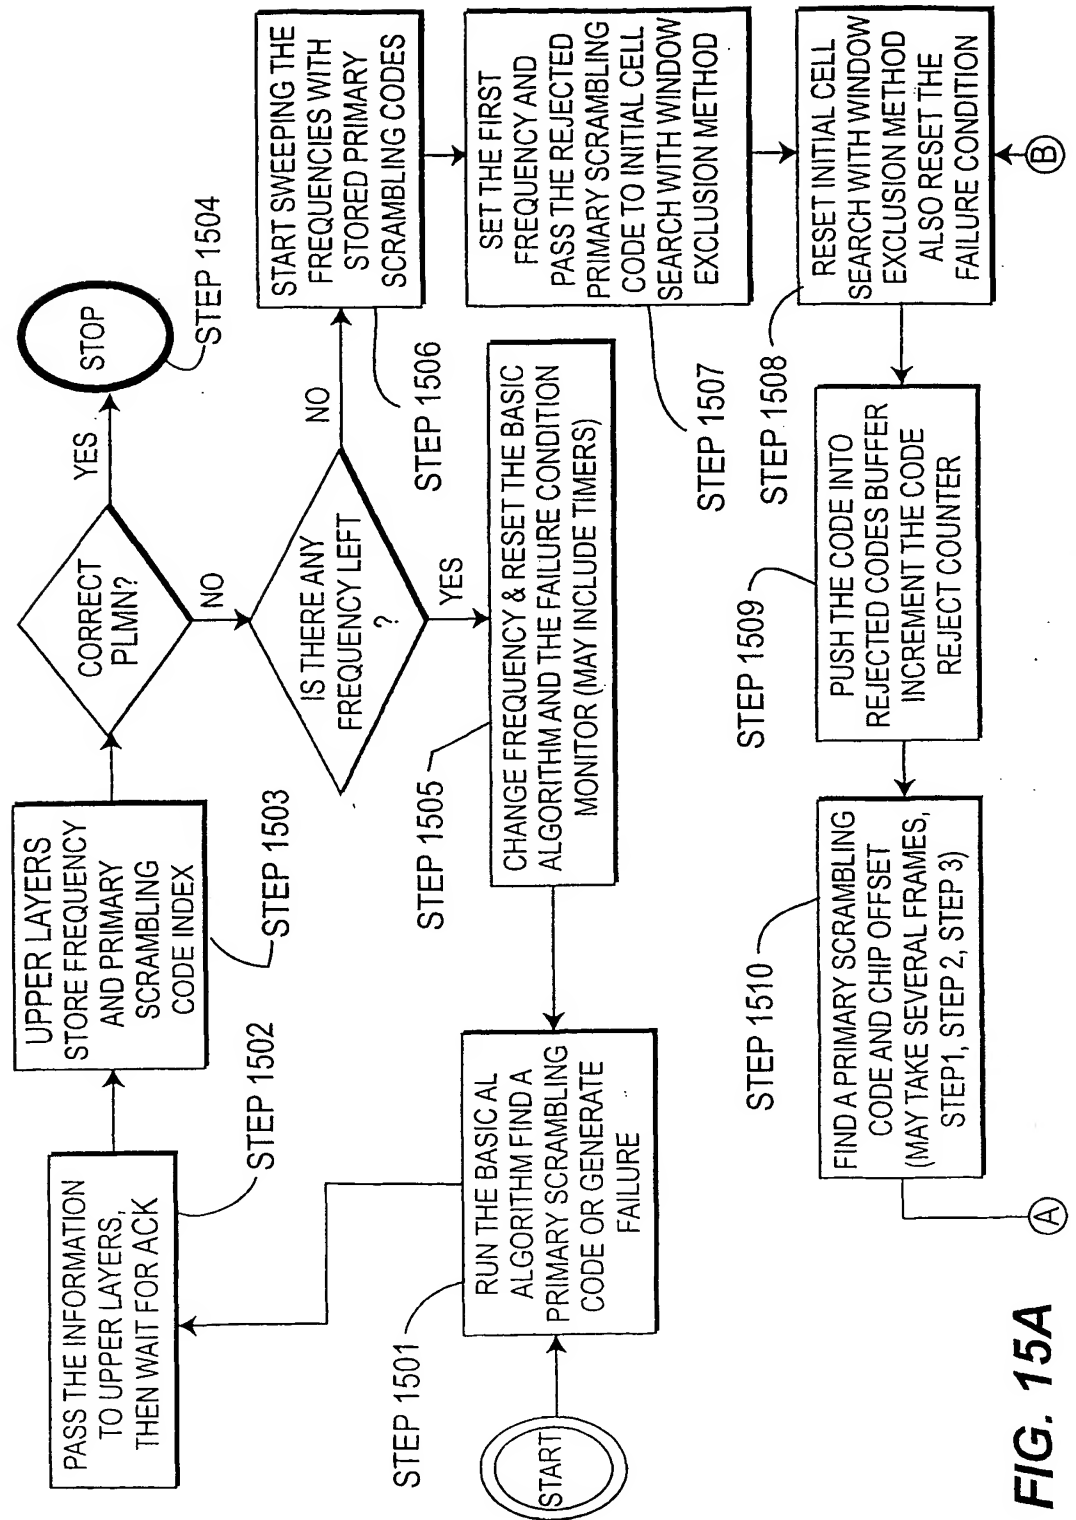 START
STEP 1501
RUN THE BASIC AL
ALGORITHM FIND A
PRIMARY SCRAMBLING
CODE OR GENERATE
FAILURE
PASS THE INFORMATION
TO UPPER LAYERS,
THEN WAIT FOR ACK
STEP 1502
UPPER LAYERS
STORE FREQUENCY
AND PRIMARY
SCRAMBLING
CODE INDEX
STEP 1503
CORRECT
PLMN?
YES
STOP
STEP 1504
NO
IS THERE ANY
FREQUENCY LEFT
?
YES
STEP 1505
CHANGE FREQUENCY & RESET THE BASIC
ALGORITHM AND THE FAILURE CONDITION
MONITOR (MAY INCLUDE TIMERS)
NO
START SWEEPING THE
FREQUENCIES WITH
STORED PRIMARY
SCRAMBLING CODES
STEP 1506
SET THE FIRST
FREQUENCY AND
PASS THE REJECTED
PRIMARY SCRAMBLING
CODE TO INITIAL CELL
SEARCH WITH WINDOW
EXCLUSION METHOD
STEP 1507
STEP 1508
RESET INITIAL CELL
SEARCH WITH WINDOW
EXCLUSION METHOD
ALSO RESET THE
FAILURE CONDITION
B
STEP 1509
PUSH THE CODE INTO
REJECTED CODES BUFFER
INCREMENT THE CODE
REJECT COUNTER
STEP 1510
FIND A PRIMARY SCRAMBLING
CODE AND CHIP OFFSET
(MAY TAKE SEVERAL FRAMES,
STEP1, STEP 2, STEP 3)
A
FIG. 15A